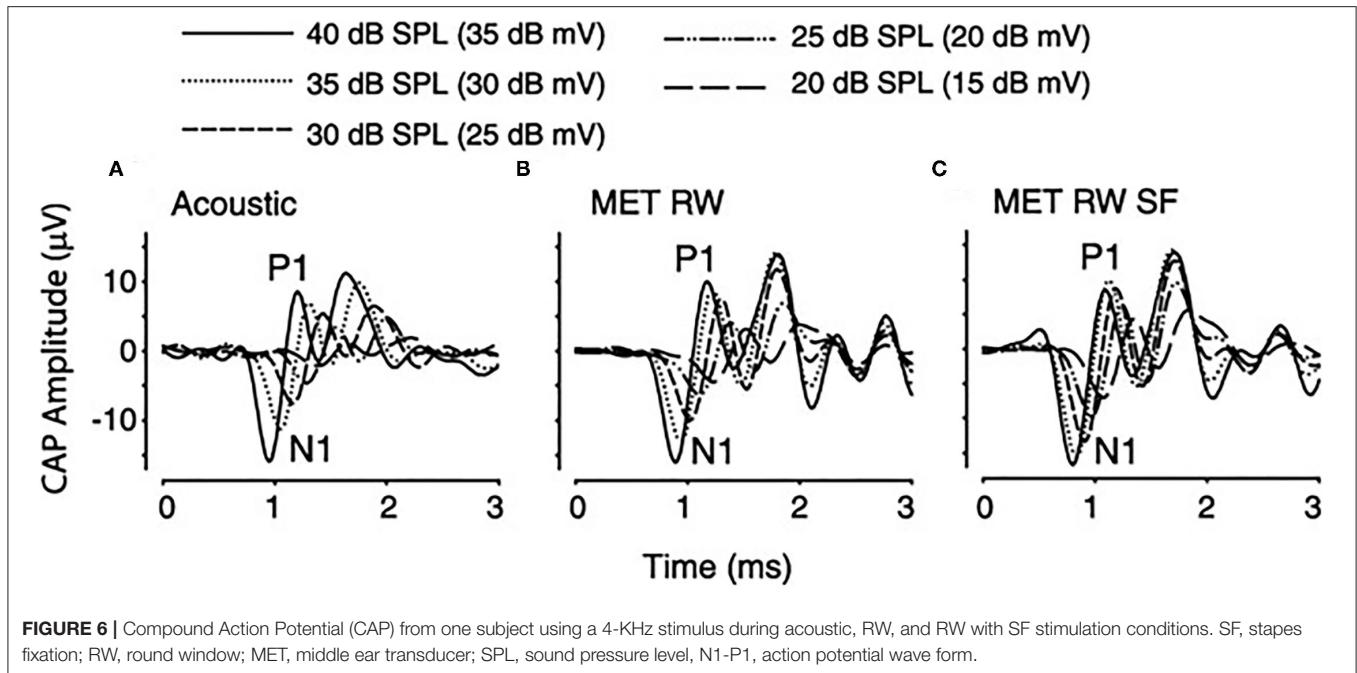 40 dB SPL (35 dB mV)
25 dB SPL (20 dB mV)
35 dB SPL (30 dB mV)
20 dB SPL (15 dB mV)
30 dB SPL (25 dB mV)
A
B
C
Acoustic
MET RW
MET RW SF
CAP Amplitude (µV)
10
0
-10
P1
N1
P1
N1
P1
N1
0 1 2 3
0 1 2 3
0 1 2 3
Time (ms)
FIGURE 6 | Compound Action Potential (CAP) from one subject using a 4-KHz stimulus during acoustic, RW, and RW with SF stimulation conditions. SF, stapes
fixation; RW, round window; MET, middle ear transducer; SPL, sound pressure level, N1-P1, action potential wave form.